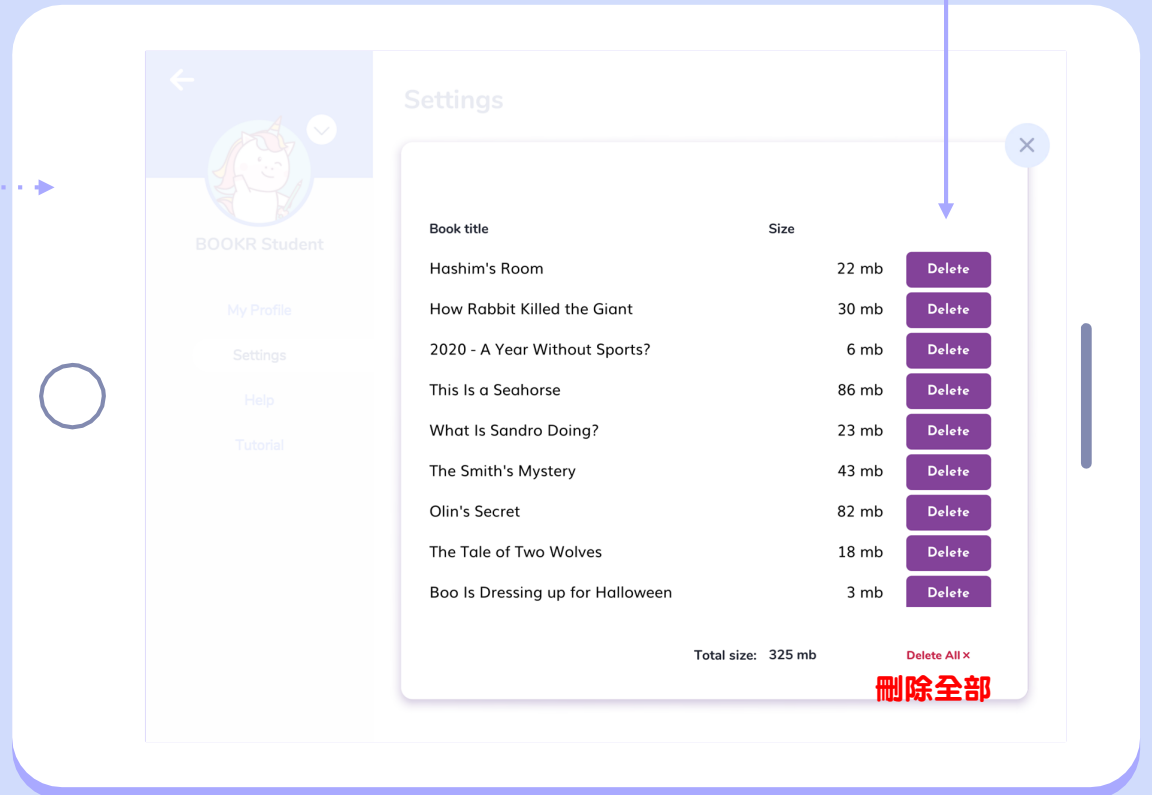 Settings
BOOKR Student
My Profile
Settings
Help
Tutorial
Book title Size
Hashim's Room 22 mb Delete
How Rabbit Killed the Giant 30 mb Delete
2020 - A Year Without Sports? 6 mb Delete
This Is a Seahorse 86 mb Delete
What Is Sandro Doing? 23 mb Delete
The Smith's Mystery 43 mb Delete
Olin's Secret 82 mb Delete
The Tale of Two Wolves 18 mb Delete
Boo Is Dressing up for Halloween 3 mb Delete
Total size: 325 mb Delete All ×
刪除全部